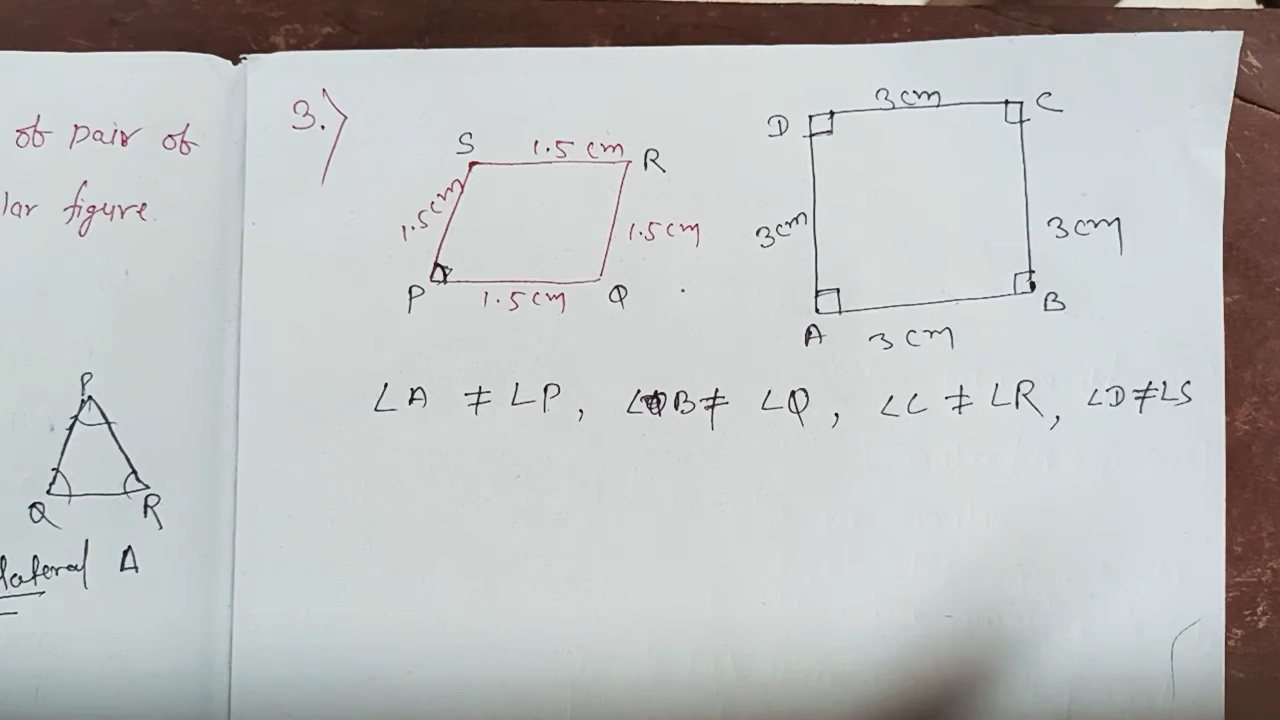 of pair of
lar figure.
P
Q R
lateral Δ
3.)
S 1.5 cm R
1.5cm 1.5cm
P 1.5cm Q
D 3cm C
3cm 3cm
A 3cm B
∠A ≠ ∠P, ∠B ≠ ∠Q, ∠C ≠ ∠R, ∠D≠∠S